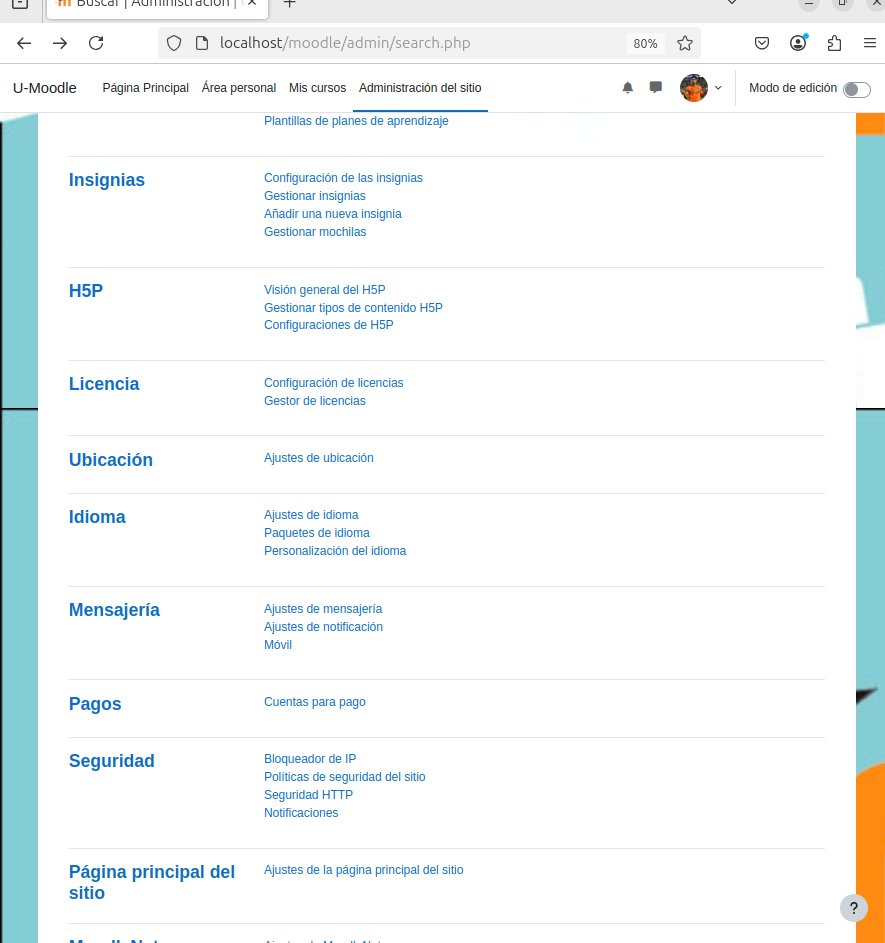 Buscar | Administración |
localhost/moodle/admin/search.php
80%
U-Moodle
Página Principal
Área personal
Mis cursos
Administración del sitio
Modo de edición
Plantillas de planes de aprendizaje
Insignias
Configuración de las insignias
Gestionar insignias
Añadir una nueva insignia
Gestionar mochilas
H5P
Visión general del H5P
Gestionar tipos de contenido H5P
Configuraciones de H5P
Licencia
Configuración de licencias
Gestor de licencias
Ubicación
Ajustes de ubicación
Idioma
Ajustes de idioma
Paquetes de idioma
Personalización del idioma
Mensajería
Ajustes de mensajería
Ajustes de notificación
Móvil
Pagos
Cuentas para pago
Seguridad
Bloqueador de IP
Políticas de seguridad del sitio
Seguridad HTTP
Notificaciones
Página principal del
sitio
Ajustes de la página principal del sitio
?